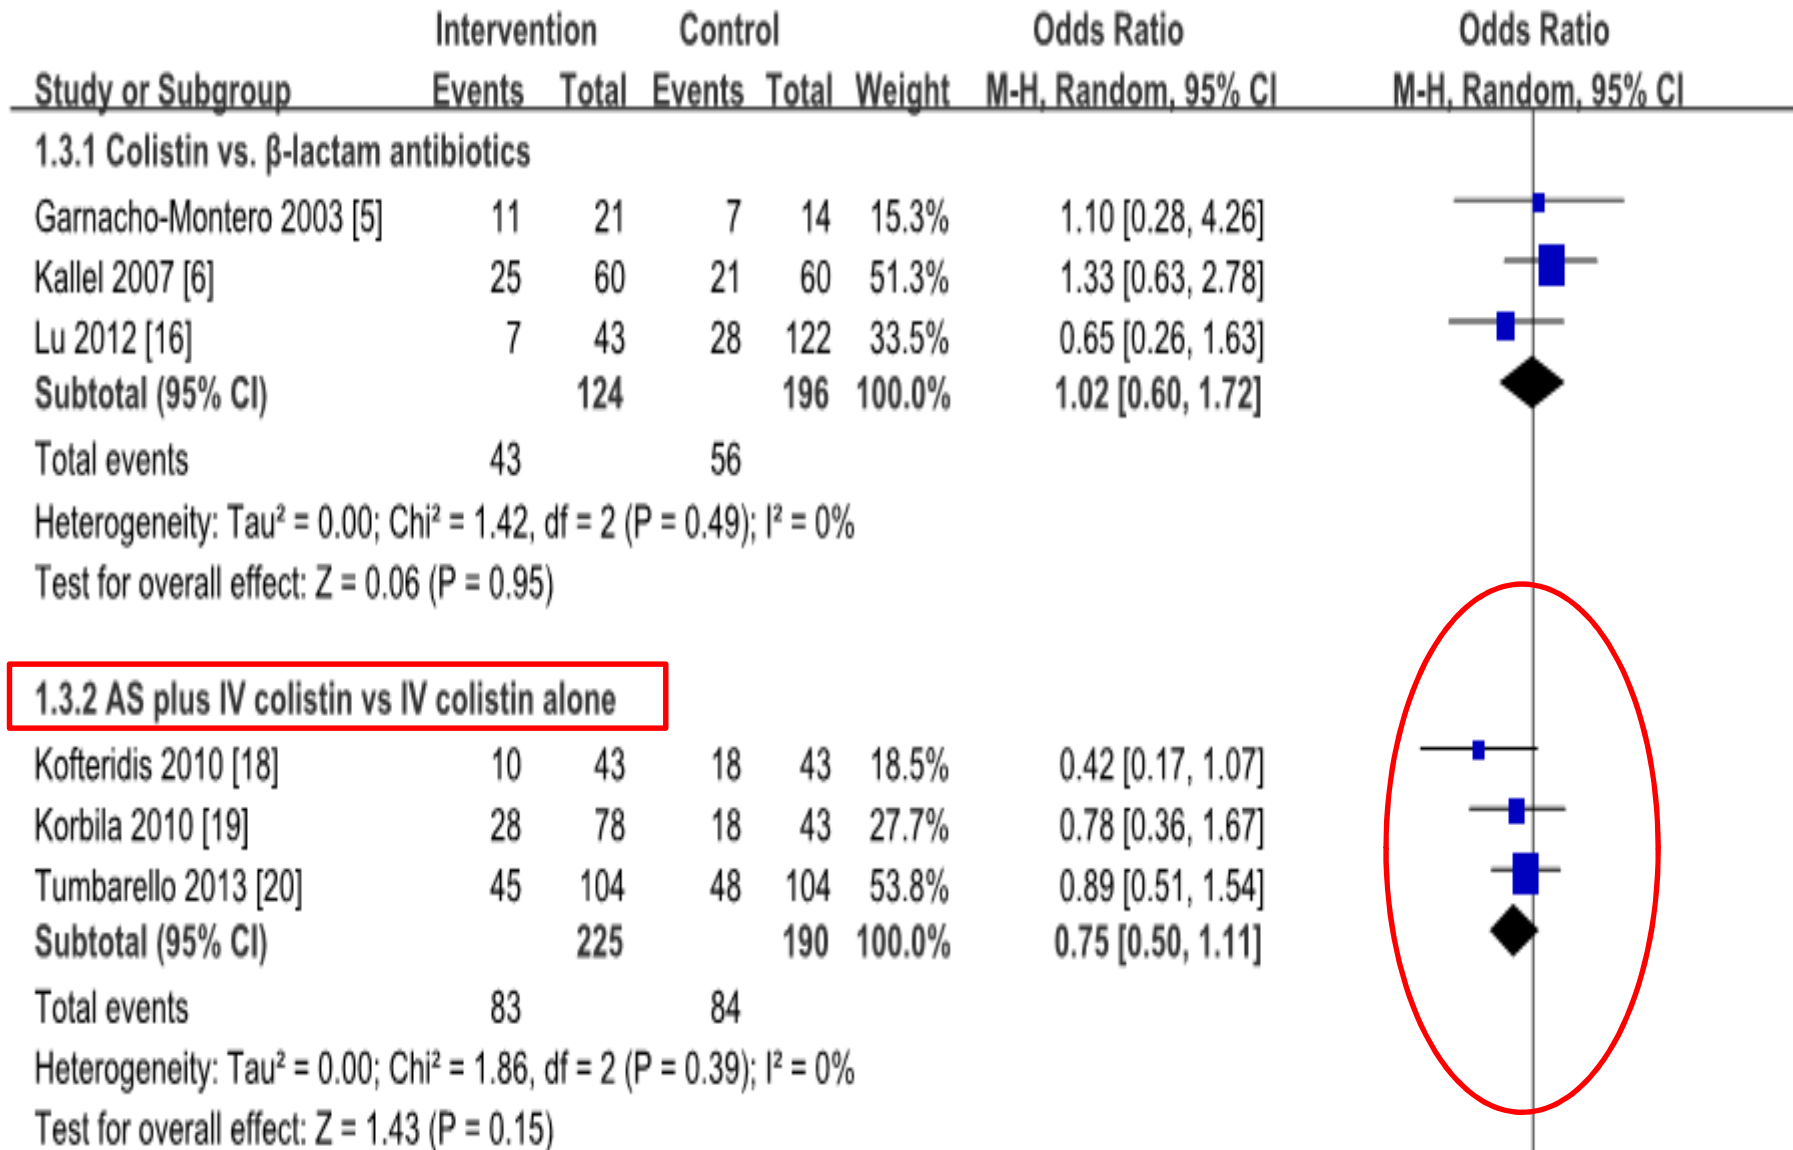 Intervention Control Odds Ratio Odds Ratio
Study or Subgroup Events Total Events Total Weight M-H, Random, 95% CI M-H, Random, 95% CI
1.3.1 Colistin vs. β-lactam antibiotics
Garnacho-Montero 2003 [5] 11 21 7 14 15.3% 1.10 [0.28, 4.26]
Kallel 2007 [6] 25 60 21 60 51.3% 1.33 [0.63, 2.78]
Lu 2012 [16] 7 43 28 122 33.5% 0.65 [0.26, 1.63]
Subtotal (95% CI) 124 196 100.0% 1.02 [0.60, 1.72]
Total events 43 56
Heterogeneity: Tau² = 0.00; Chi² = 1.42, df = 2 (P = 0.49); I² = 0%
Test for overall effect: Z = 0.06 (P = 0.95)
1.3.2 AS plus IV colistin vs IV colistin alone
Kofteridis 2010 [18] 10 43 18 43 18.5% 0.42 [0.17, 1.07]
Korbila 2010 [19] 28 78 18 43 27.7% 0.78 [0.36, 1.67]
Tumbarello 2013 [20] 45 104 48 104 53.8% 0.89 [0.51, 1.54]
Subtotal (95% CI) 225 190 100.0% 0.75 [0.50, 1.11]
Total events 83 84
Heterogeneity: Tau² = 0.00; Chi² = 1.86, df = 2 (P = 0.39); I² = 0%
Test for overall effect: Z = 1.43 (P = 0.15)